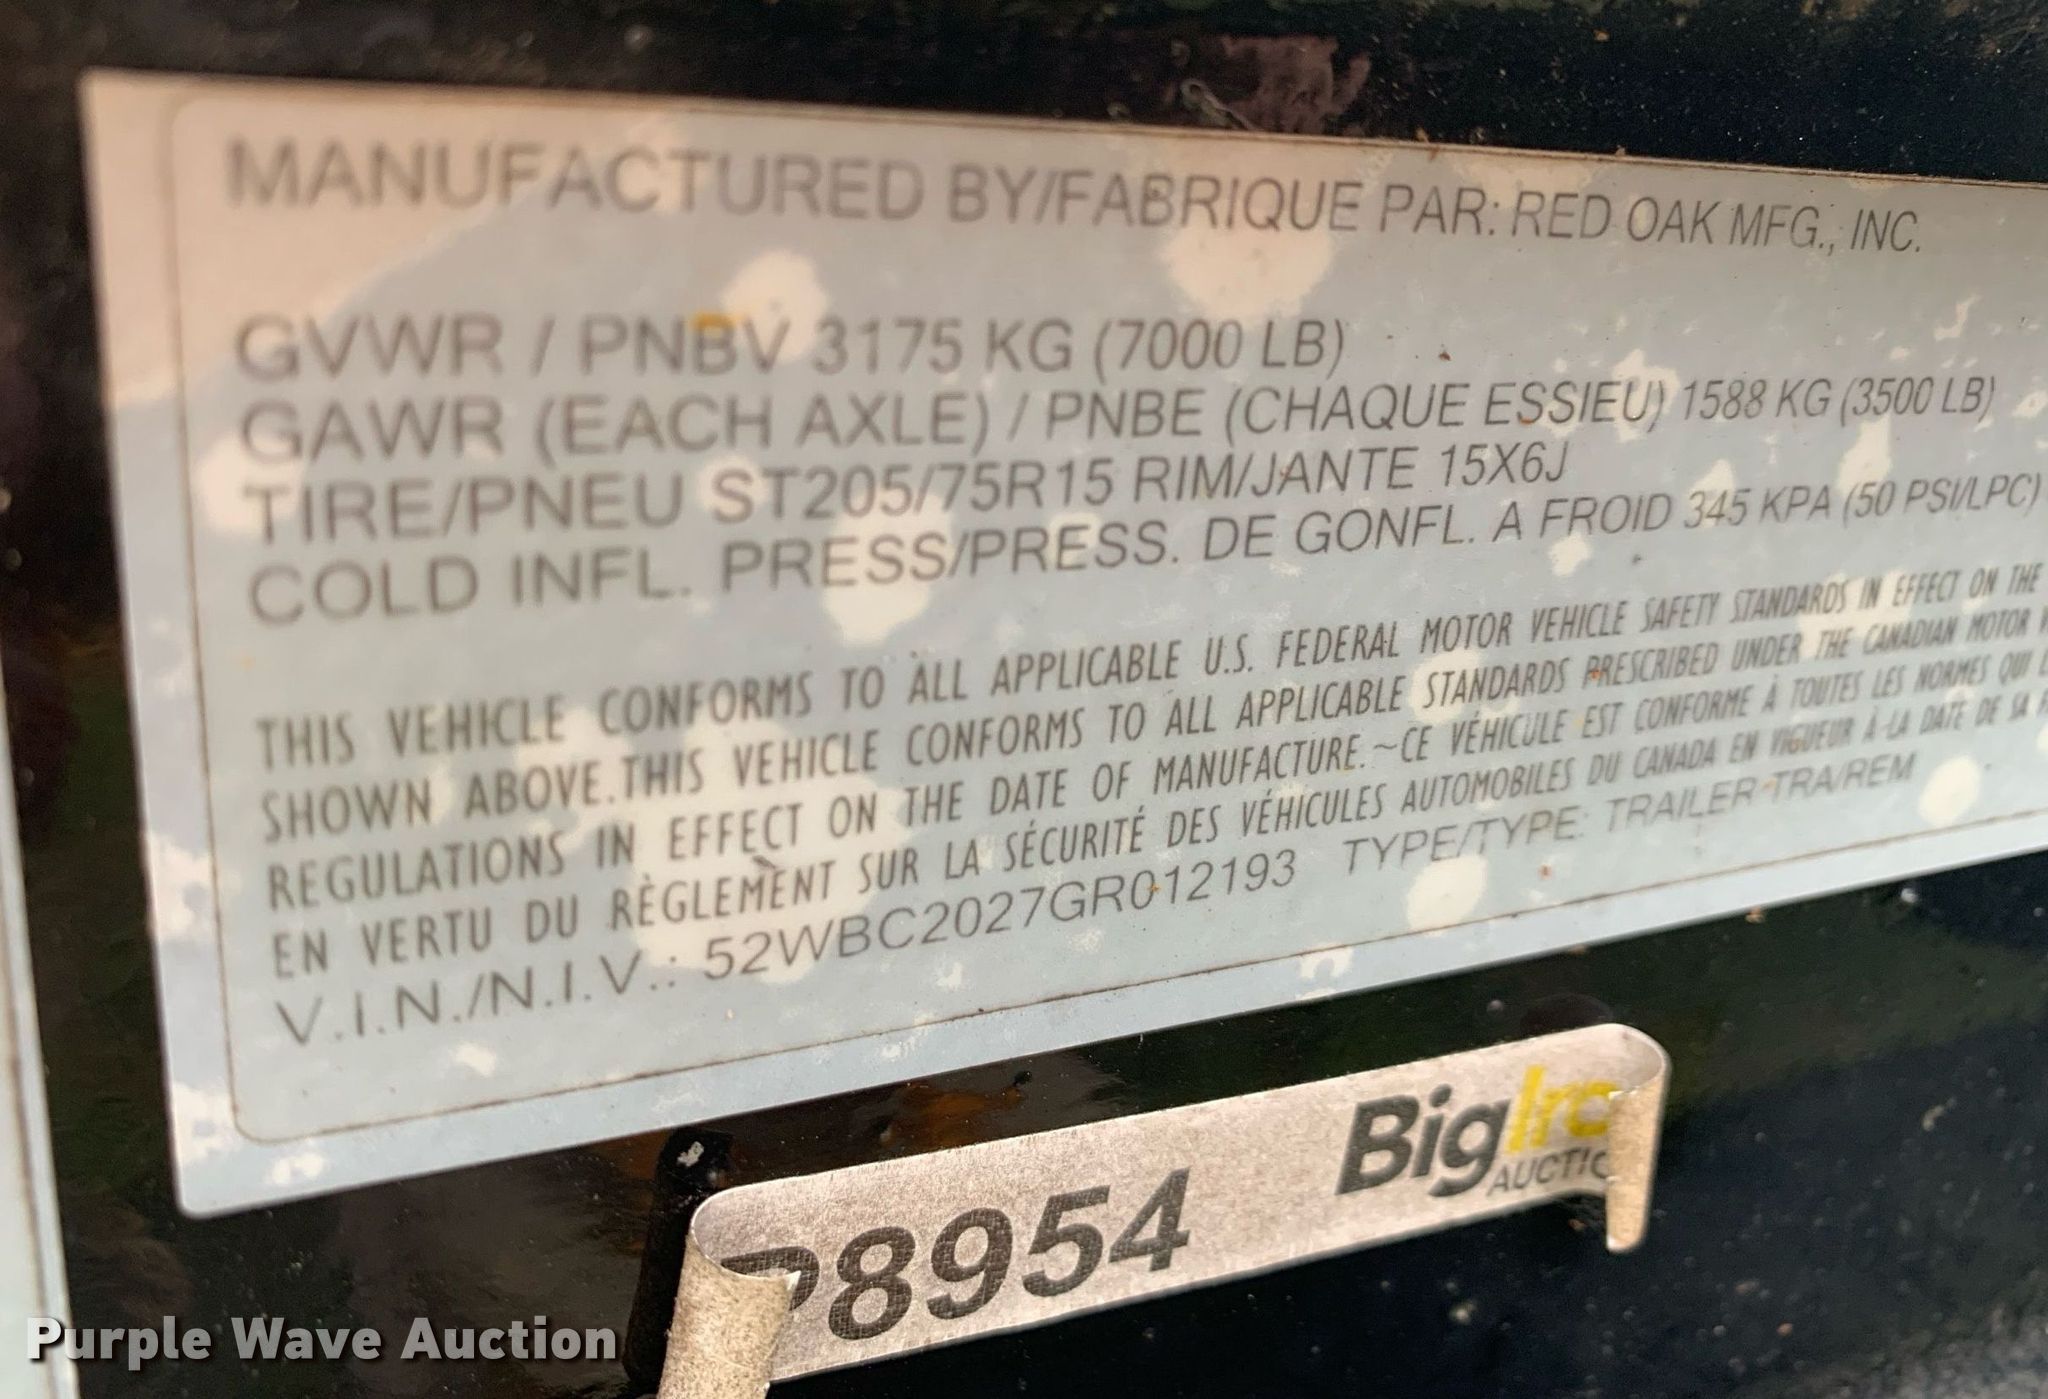 MANUFACTURED BY/FABRIQUE PAR: RED OAK MFG., INC.
GVWR / PNBV 3175 KG (7000 LB)
GAWR (EACH AXLE) / PNBE (CHAQUE ESSIEU) 1588 KG (3500 LB)
TIRE/PNEU ST205/75R15 RIM/JANTE 15X6J
COLD INFL. PRESS/PRESS. DE GONFL. A FROID 345 KPA (50 PSI/LPC)
THIS VEHICLE CONFORMS TO ALL APPLICABLE U.S. FEDERAL MOTOR VEHICLE SAFETY STANDARDS IN EFFECT ON THE
SHOWN ABOVE. THIS VEHICLE CONFORMS TO ALL APPLICABLE STANDARDS PRESCRIBED UNDER THE CANADIAN MOTOR
REGULATIONS IN EFFECT ON THE DATE OF MANUFACTURE. ~CE VÉHICULE EST CONFORME À TOUTES LES NORMES QUI
EN VERTU DU RÈGLEMENT SUR LA SÉCURITÉ DES VÉHICULES AUTOMOBILES DU CANADA EN VIGUEUR À LA DATE DE SA
V.I.N./N.I.V.: 52WBC2027GR012193 TYPE/TYPE: TRAILER TRA/REM
BigIro
AUCTIO
8954
Purple Wave Auction